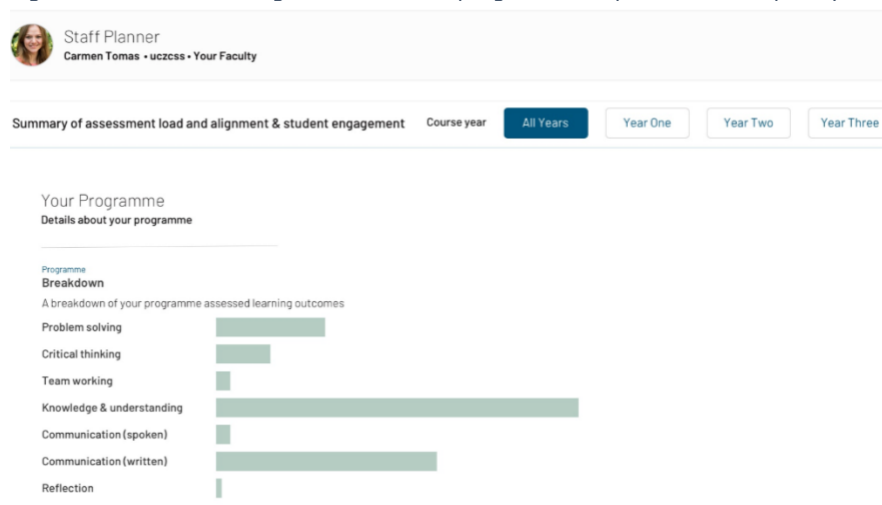 Staff Planner
Carmen Tomas • uczcss • Your Faculty
Summary of assessment load and alignment & student engagement Course year All Years Year One Year Two Year Three
Your Programme
Details about your programme
Programme
Breakdown
A breakdown of your programme assessed learning outcomes
Problem solving
Critical thinking
Team working
Knowledge & understanding
Communication (spoken)
Communication (written)
Reflection